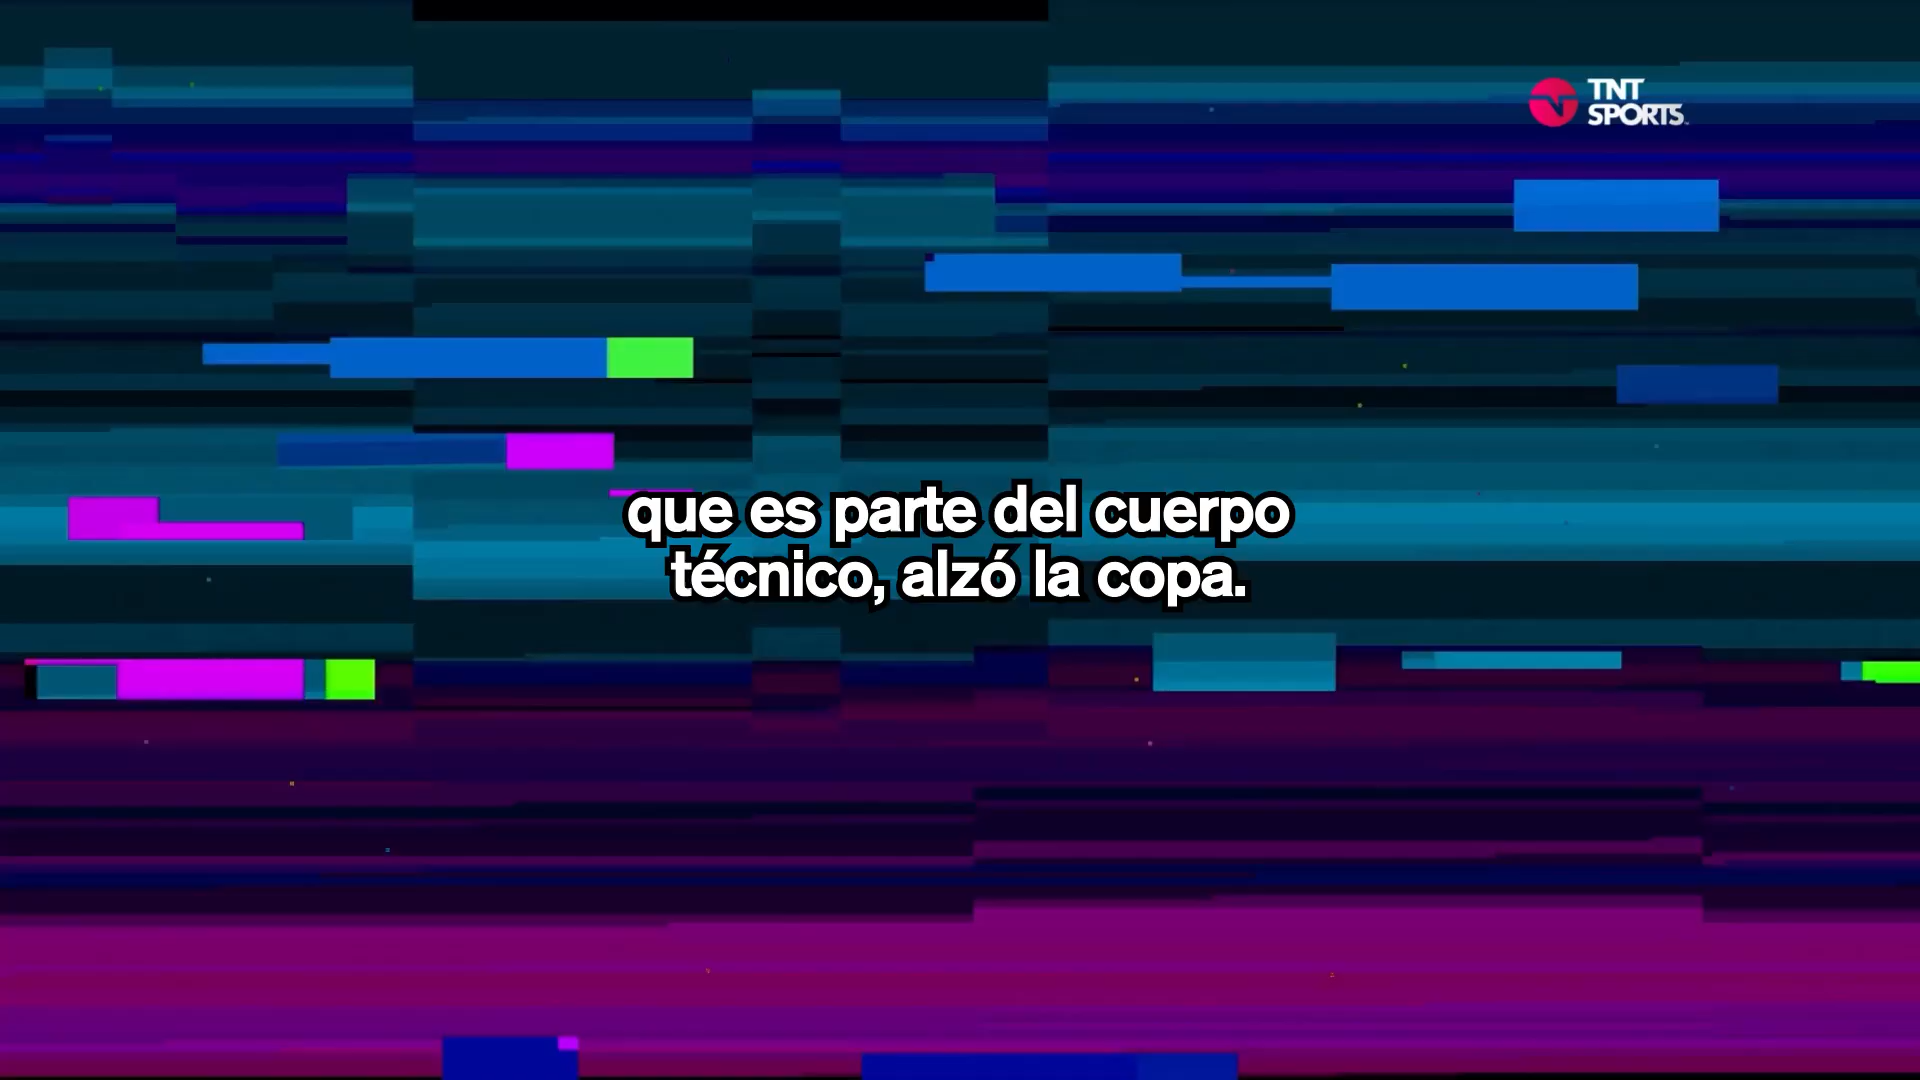 TNT
SPORTS
que es parte del cuerpo
técnico, alzó la copa.